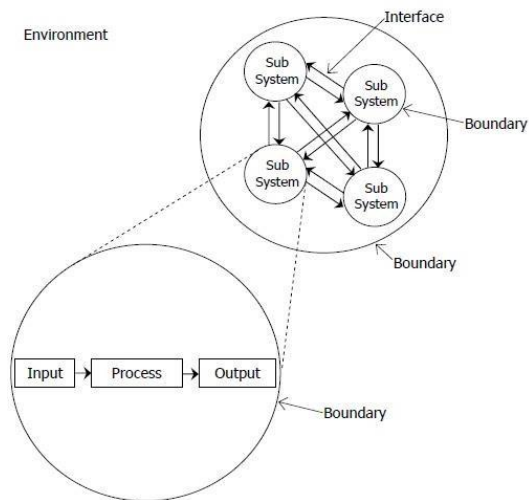 Environment
Interface
Sub
System
Sub
System
Boundary
Sub
System
Sub
System
Boundary
Input
Process
Output
Boundary